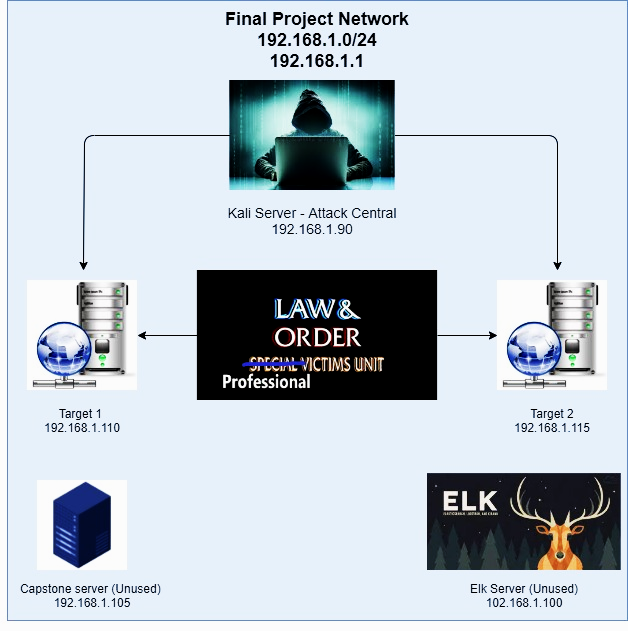 Final Project Network
192.168.1.0/24
192.168.1.1
Kali Server - Attack Central
192.168.1.90
LAW &
ORDER
SPECIAL VICTIMS UNIT
Professional
Target 1
192.168.1.110
Target 2
192.168.1.115
ELK
Capstone server (Unused)
192.168.1.105
Elk Server (Unused)
102.168.1.100